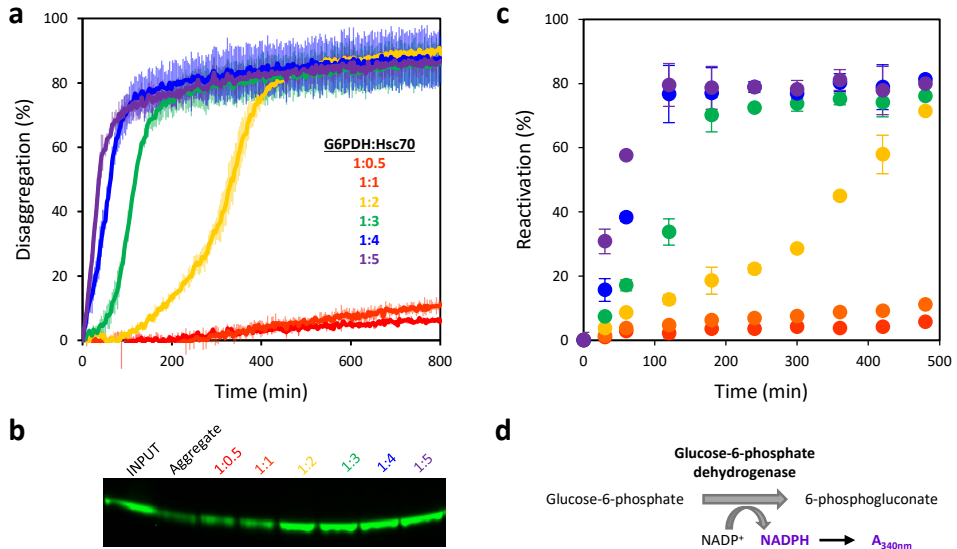 a
100
80
60
40
20
0
Disaggregation (%)
0
200
400
600
800
Time (min)
G6PDH:Hsc70
1:0.5
1:1
1:2
1:3
1:4
1:5
c
100
80
60
40
20
0
Reactivation (%)
0
100
200
300
400
500
Time (min)
b
INPUT
Aggregate
1:0.5
1:1
1:2
1:3
1:4
1:5
d
Glucose-6-phosphate
dehydrogenase
Glucose-6-phosphate
6-phosphogluconate
NADP⁺
NADPH
A340nm